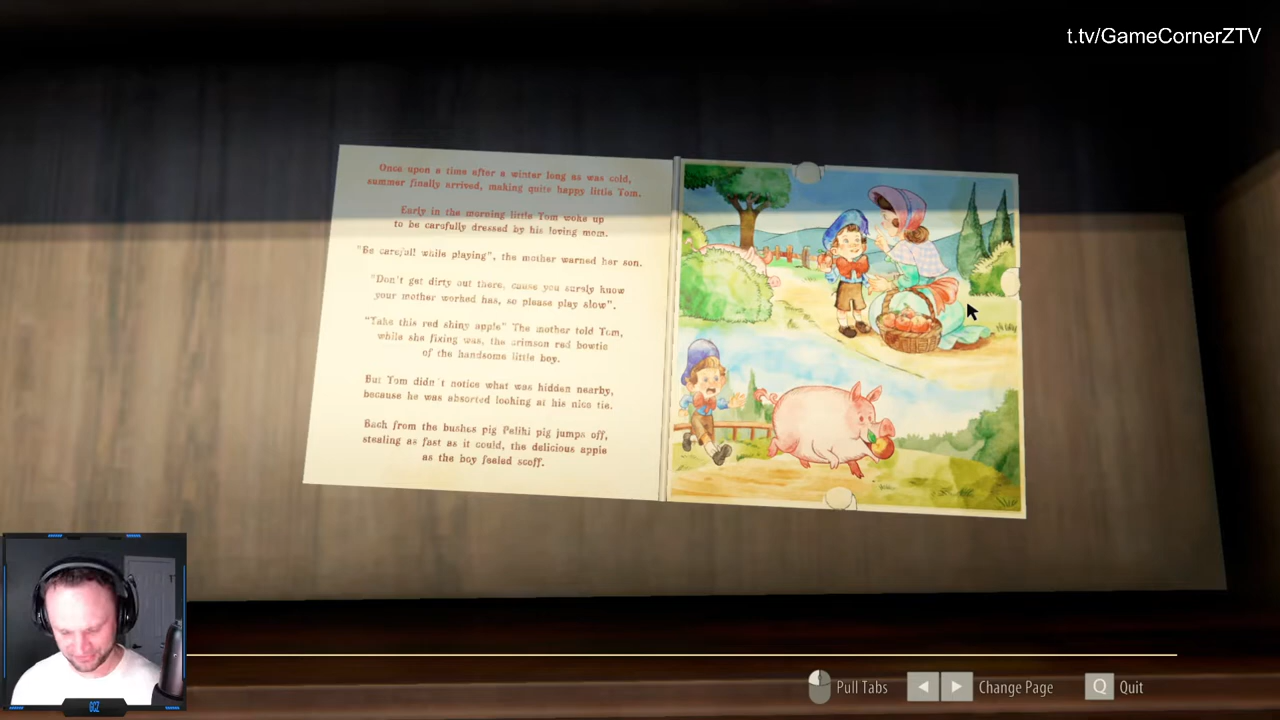 t.tv/GameCornerZTV
Once upon a time after a winter long as was cold,
summer finally arrived, making quite happy little Tom.
Early in the morning little Tom woke up
to be carefully dressed by his loving mom.
"Be carefull while playing", the mother warned her son.
"Don't get dirty out there, cause you surely know
your mother worked has, so please play slow".
"Take this red shiny apple" The mother told Tom,
while she fixing was, the crimson red bowtie
of the handsome little boy.
But Tom didn't notice what was hidden nearby,
because he was absorted looking at his nice tie.
Back from the bushes pig Peliki pig jumps off,
stealing as fast as it could, the delicious apple
as the boy feeled scoff.
GCZ
Pull Tabs
Change Page
Q Quit